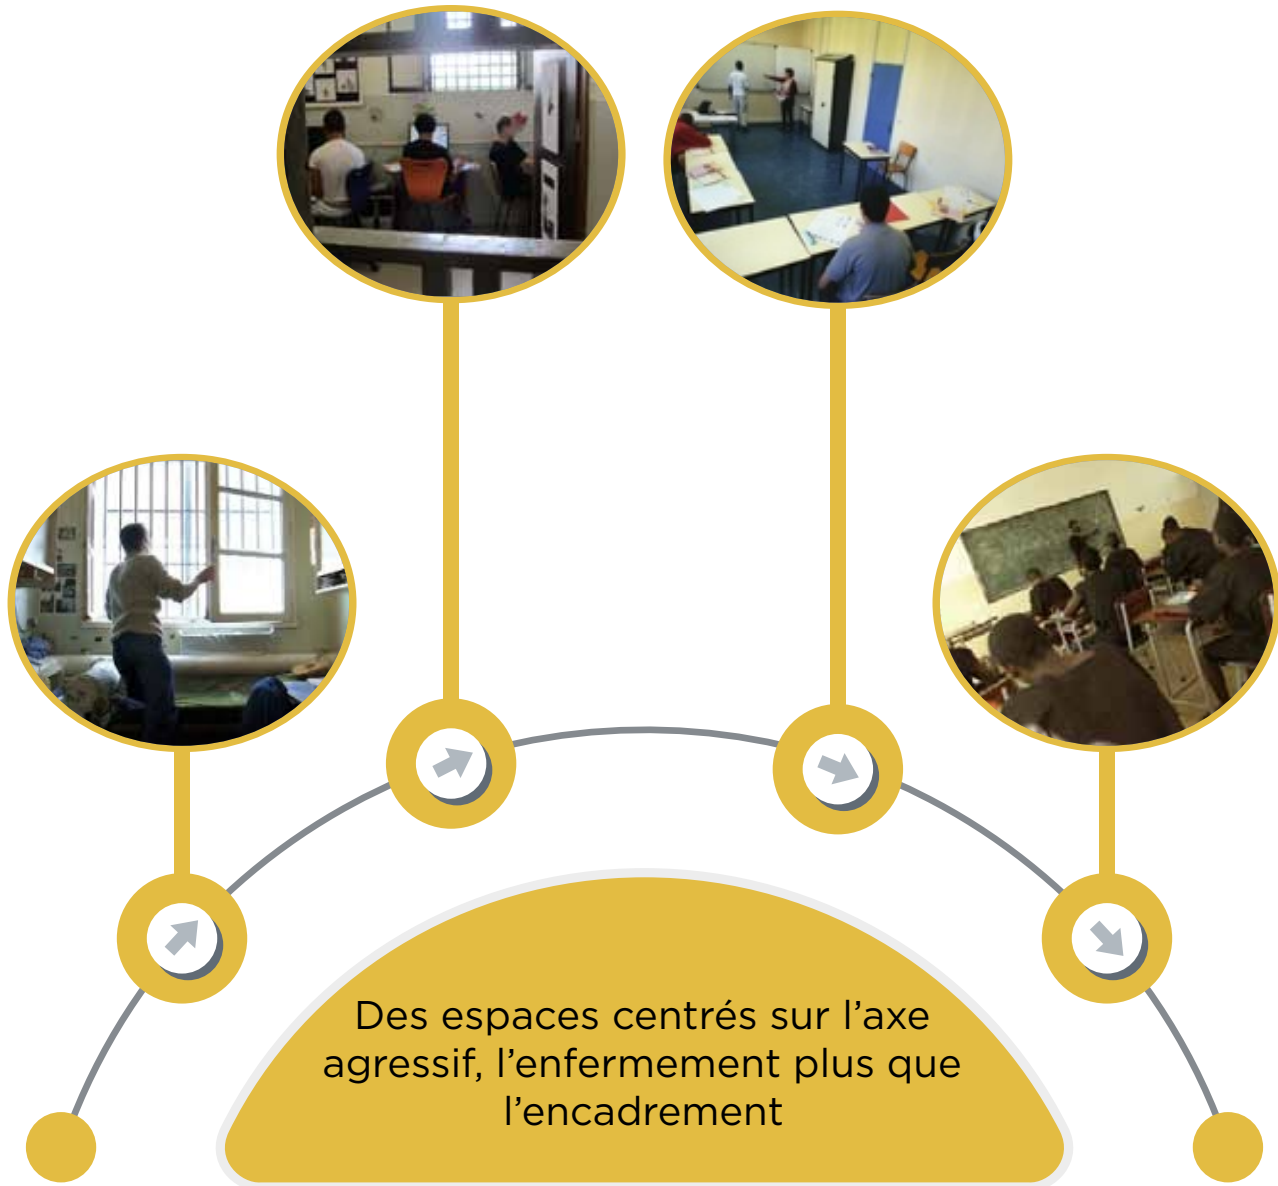 Des espaces centrés sur l’axe
agressif, l’enfermement plus que
l’encadrement